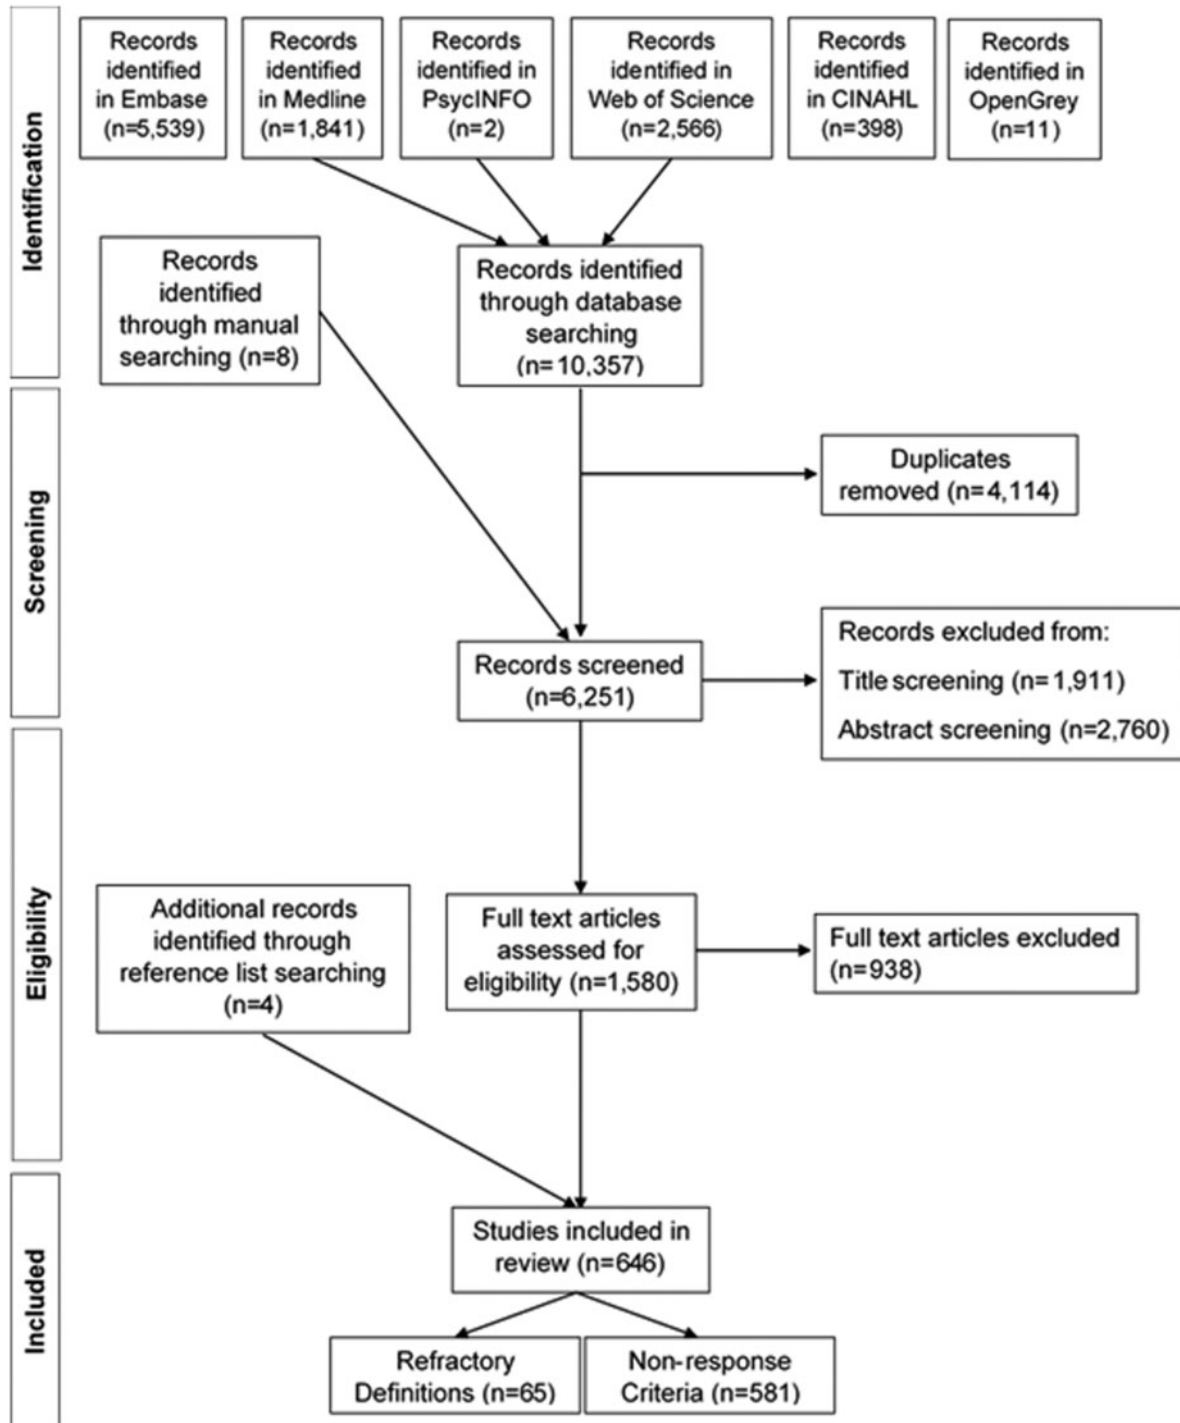 Identification
Records
identified
in Embase
(n=5,539)
Records
identified
in Medline
(n=1,841)
Records
identified in
PsycINFO
(n=2)
Records
identified in
Web of Science
(n=2,566)
Records
identified
in CINAHL
(n=398)
Records
identified in
OpenGrey
(n=11)
Records
identified
through manual
searching (n=8)
Records identified
through database
searching
(n=10,357)
Screening
Duplicates
removed (n=4,114)
Records screened
(n=6,251)
Records excluded from:
Title screening (n=1,911)
Abstract screening (n=2,760)
Eligibility
Additional records
identified through
reference list searching
(n=4)
Full text articles
assessed for
eligibility (n=1,580)
Full text articles excluded
(n=938)
Included
Studies included in
review (n=646)
Refractory
Definitions (n=65)
Non-response
Criteria (n=581)